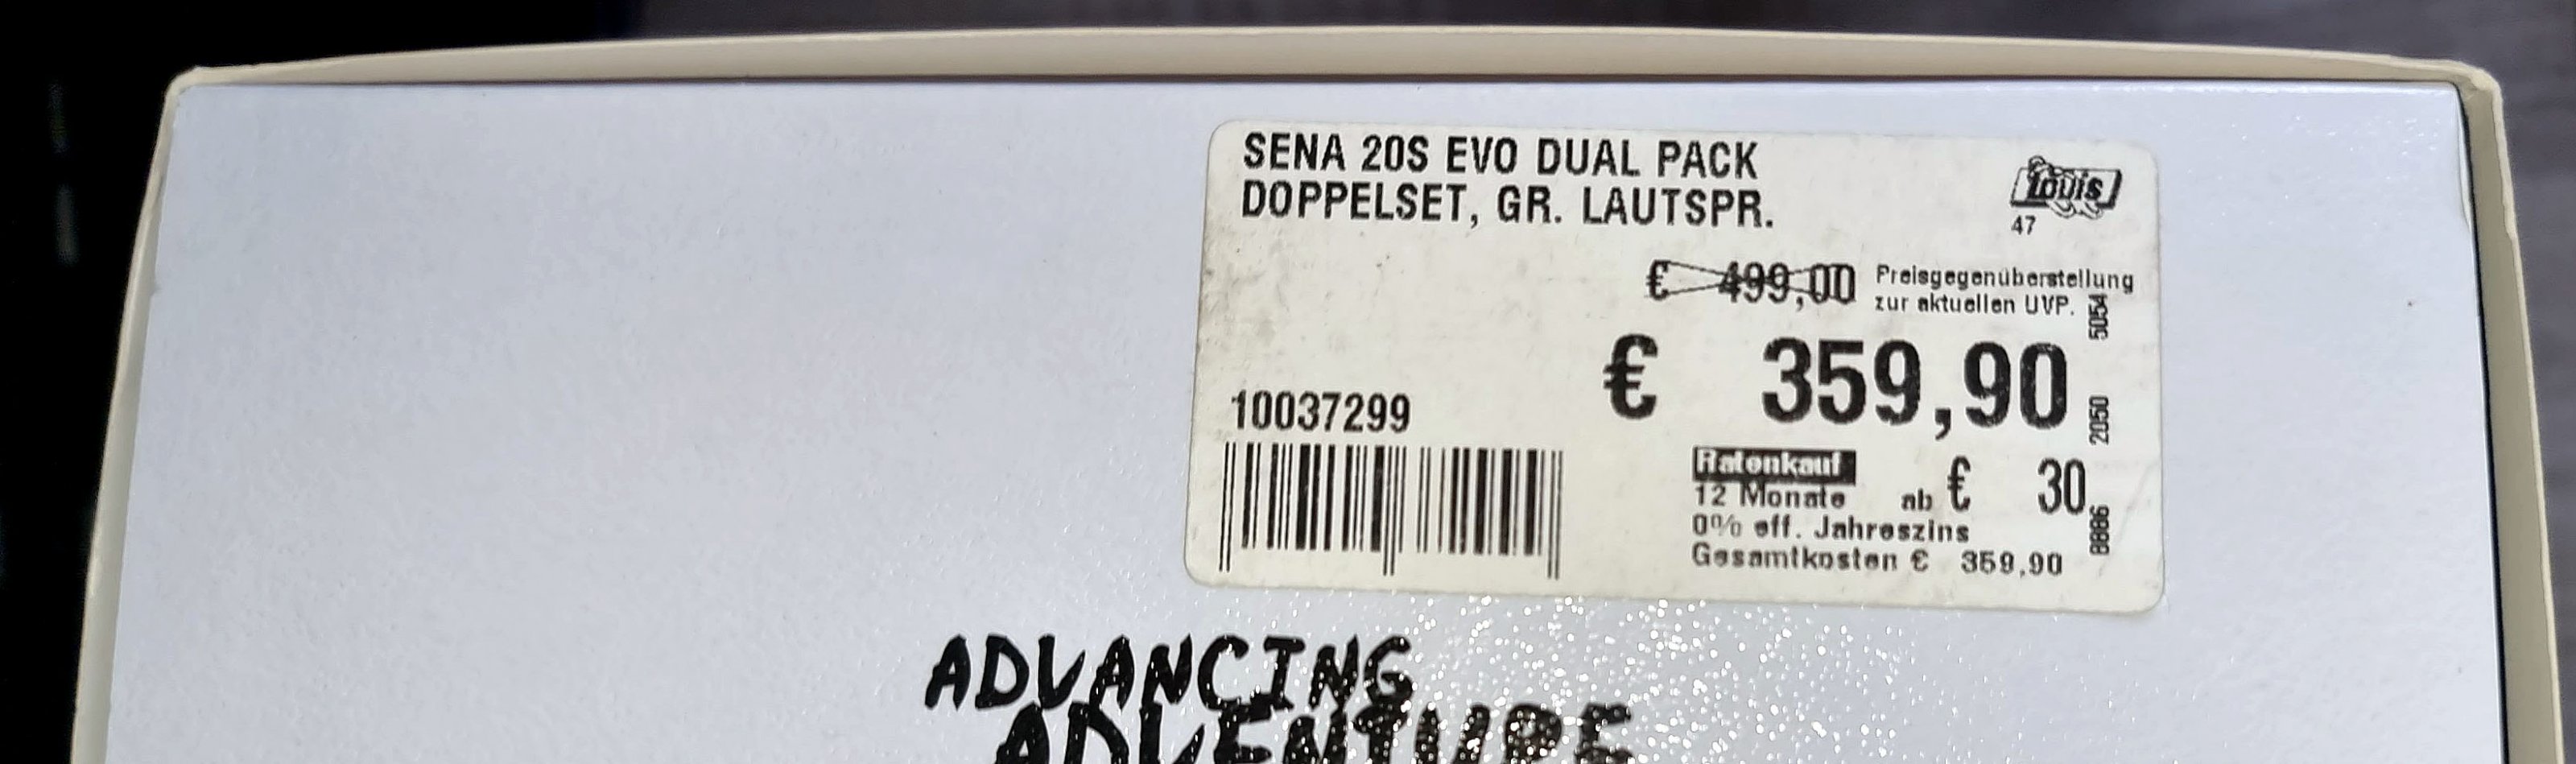 SENA 20S EVO DUAL PACK
DOPPELSET, GR. LAUTSPR.
Louis
47
€ 499,00
Preisgegenüberstellung
zur aktuellen UVP.
€ 359,90
10037299
Ratenkauf
12 Monate ab € 30
0% eff. Jahreszins
Gesamtkosten € 359,90
8886 2050 5054
ADVANCING
ADVENTURE